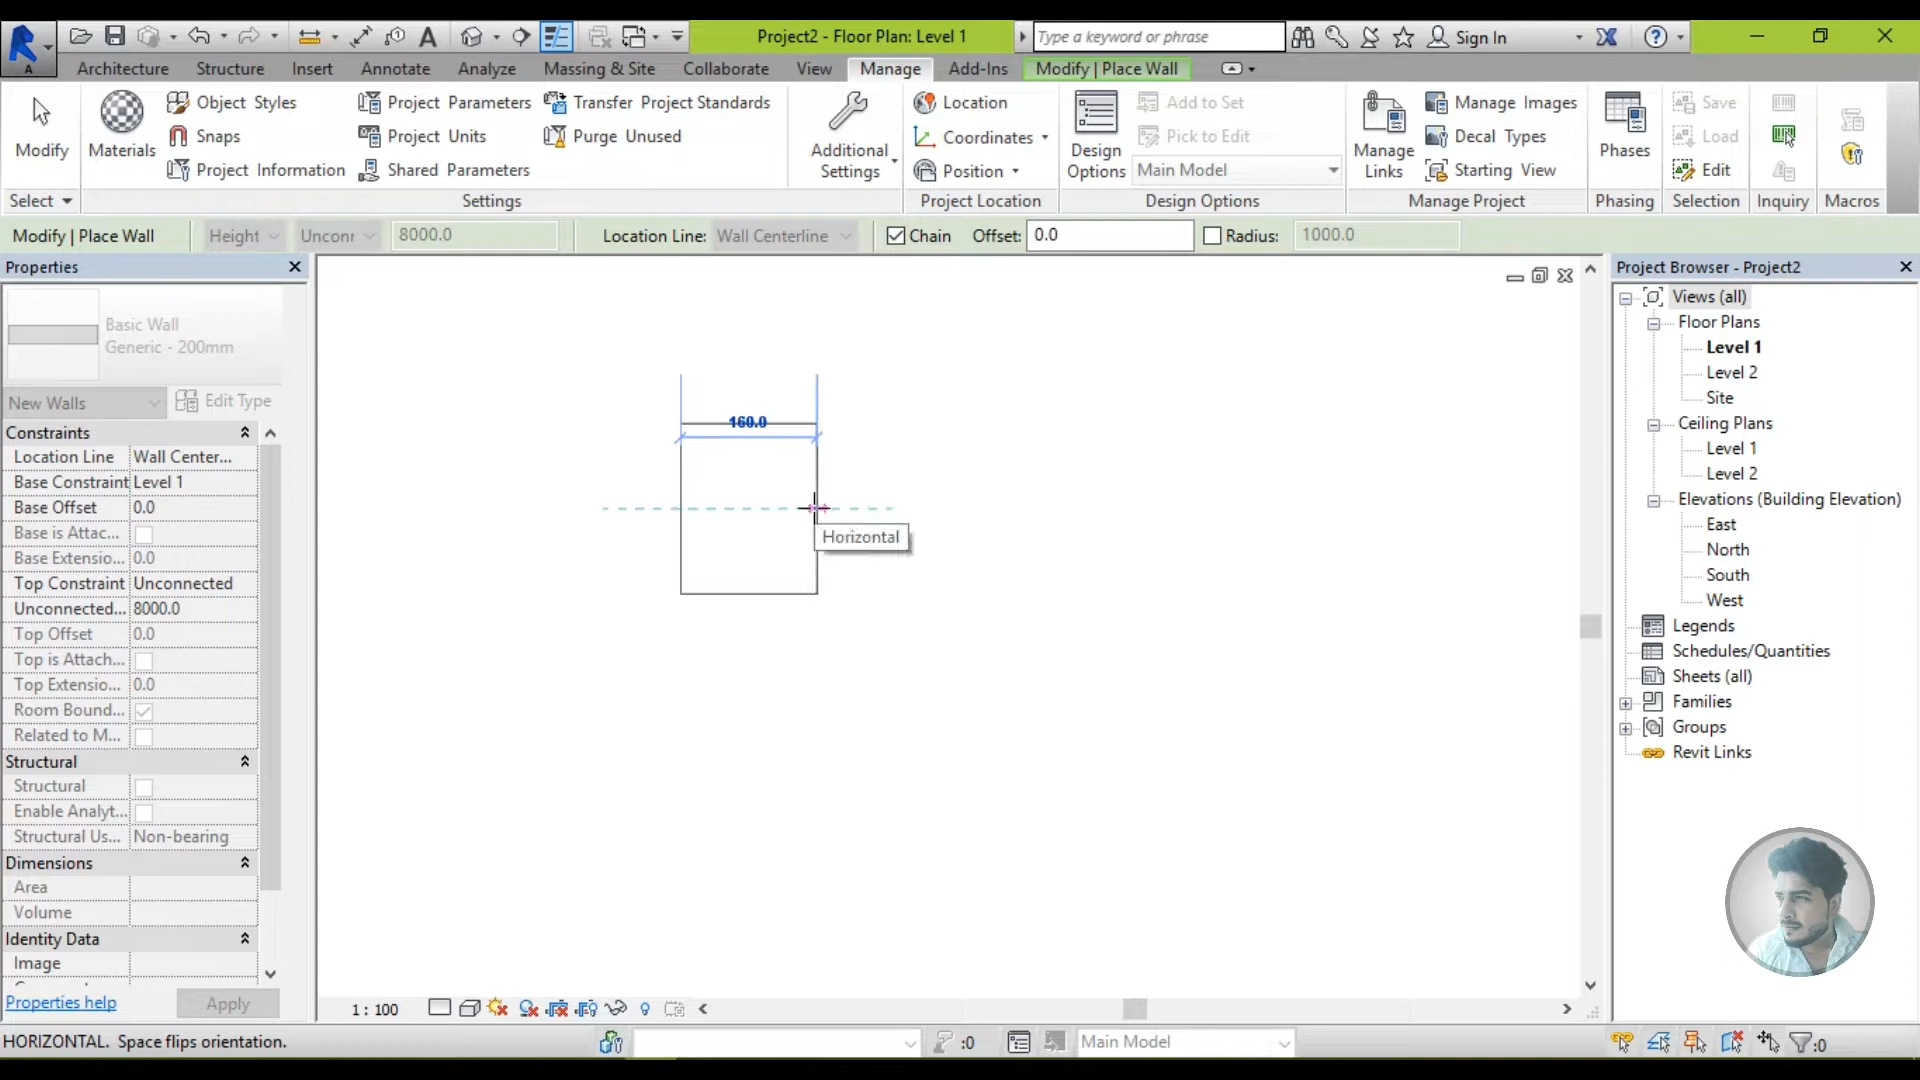 Project2 - Floor Plan: Level 1
Type a keyword or phrase
Sign In
Architecture Structure Insert Annotate Analyze Massing & Site Collaborate View Manage Add-Ins Modify | Place Wall
Modify
Select
Materials
Object Styles
Snaps
Project Information
Project Parameters
Project Units
Shared Parameters
Transfer Project Standards
Purge Unused
Settings
Additional
Settings
Location
Coordinates
Position
Project Location
Design
Options
Add to Set
Pick to Edit
Main Model
Design Options
Manage
Links
Manage Images
Decal Types
Starting View
Manage Project
Phases
Phasing
Save
Load
Edit
Selection
Inquiry
Macros
Modify | Place Wall Height Unconr 8000.0 Location Line: Wall Centerline Chain Offset: 0.0 Radius: 1000.0
Properties
Basic Wall
Generic - 200mm
New Walls Edit Type
Constraints
Location Line Wall Center...
Base Constraint Level 1
Base Offset 0.0
Base is Attac...
Base Extensio... 0.0
Top Constraint Unconnected
Unconnected... 8000.0
Top Offset 0.0
Top is Attach...
Top Extensio... 0.0
Room Bound...
Related to M...
Structural
Structural
Enable Analyt...
Structural Us... Non-bearing
Dimensions
Area
Volume
Identity Data
Image
Properties help Apply
160.0
Horizontal
Project Browser - Project2
Views (all)
Floor Plans
Level 1
Level 2
Site
Ceiling Plans
Level 1
Level 2
Elevations (Building Elevation)
East
North
South
West
Legends
Schedules/Quantities
Sheets (all)
Families
Groups
Revit Links
1 : 100
HORIZONTAL. Space flips orientation.
:0
Main Model
:0